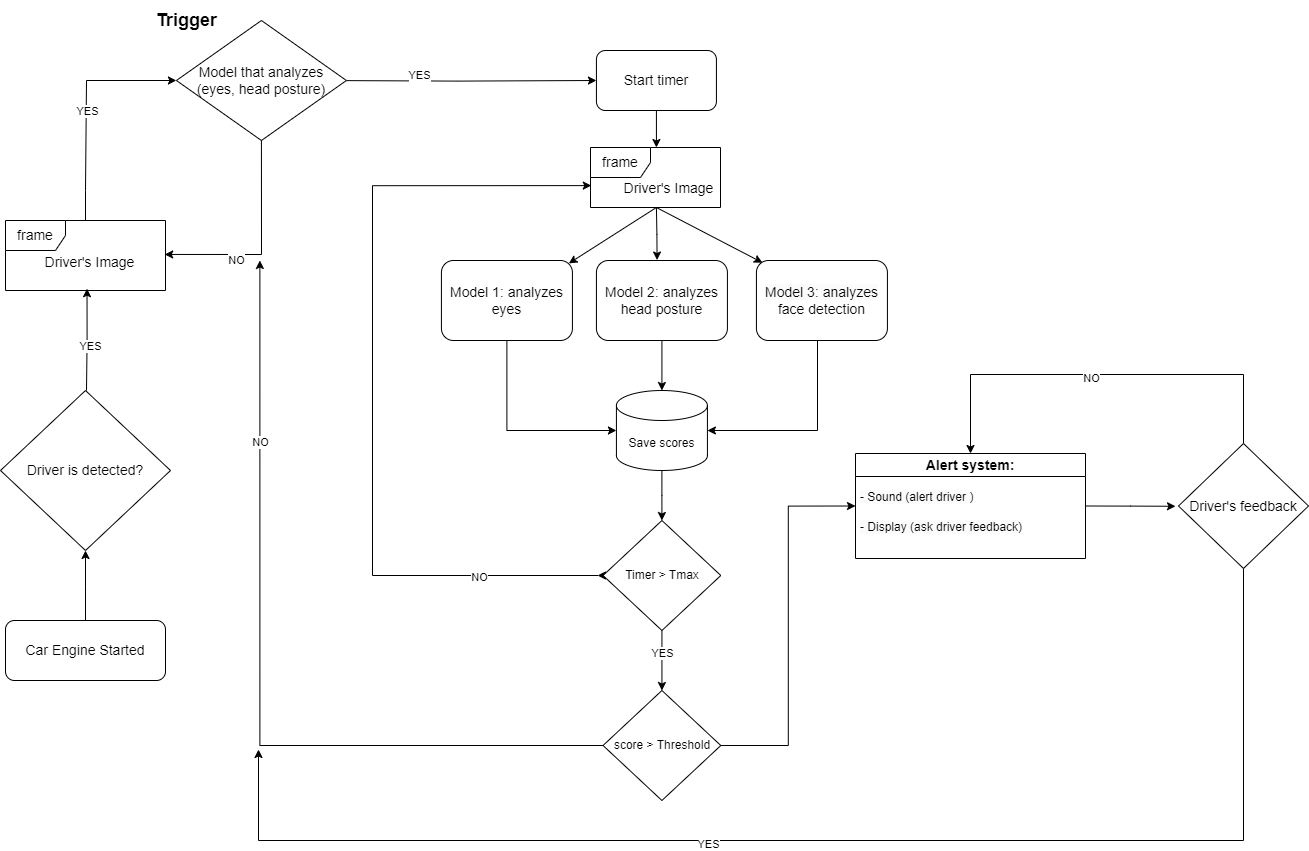 Trigger
Model that analyzes
(eyes, head posture)
YES
Start timer
YES
frame
Driver's Image
frame
Driver's Image
NO
Model 1: analyzes
eyes
Model 2: analyzes
head posture
Model 3: analyzes
face detection
YES
NO
Save scores
NO
Driver is detected?
Alert system:
- Sound (alert driver )
- Display (ask driver feedback)
Driver's feedback
Timer > Tmax
NO
Car Engine Started
YES
score > Threshold
YES